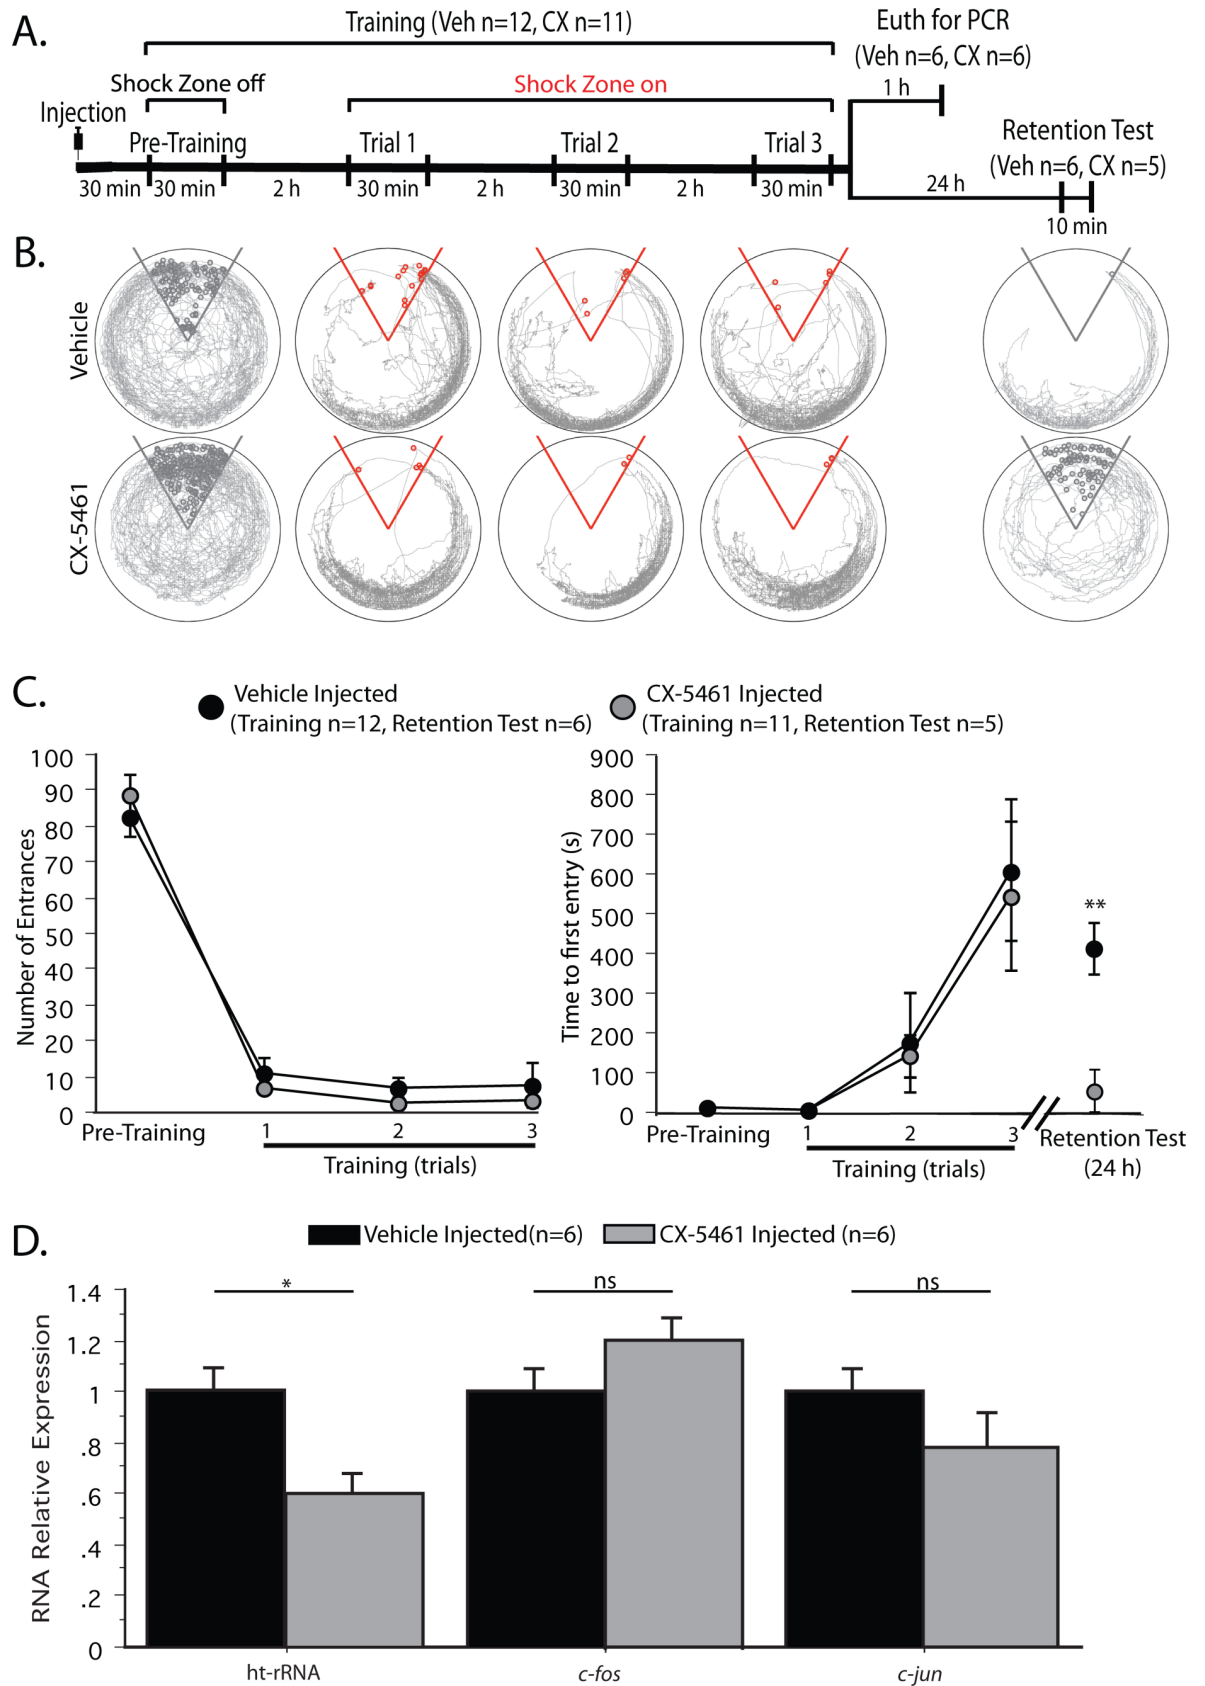 A.
Training (Veh n=12, CX n=11)
Euth for PCR
(Veh n=6, CX n=6)
Shock Zone off
Shock Zone on
1 h
Injection
Pre-Training
Trial 1
Trial 2
Trial 3
Retention Test
(Veh n=6, CX n=5)
30 min
30 min
2 h
30 min
2 h
30 min
2 h
30 min
24 h
10 min
B.
Vehicle
CX-5461
C.
Vehicle Injected
(Training n=12, Retention Test n=6)
CX-5461 Injected
(Training n=11, Retention Test n=5)
Number of Entrances
100
90
80
70
60
50
40
30
20
10
0
Pre-Training
1
2
3
Training (trials)
Time to first entry (s)
900
800
700
600
500
400
300
200
100
0
**
Pre-Training
1
2
3
Training (trials)
Retention Test
(24 h)
D.
Vehicle Injected(n=6)
CX-5461 Injected (n=6)
RNA Relative Expression
1.4
1.2
1
.8
.6
.4
.2
0
*
ns
ns
ht-rRNA
c-fos
c-jun